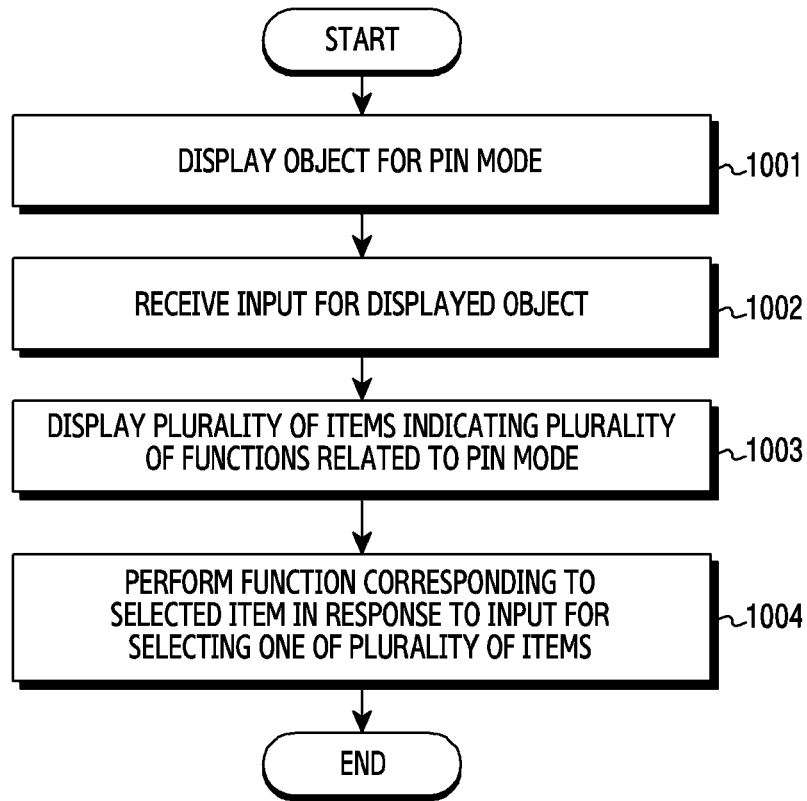 START
DISPLAY OBJECT FOR PIN MODE
1001
RECEIVE INPUT FOR DISPLAYED OBJECT
1002
DISPLAY PLURALITY OF ITEMS INDICATING PLURALITY
OF FUNCTIONS RELATED TO PIN MODE
1003
PERFORM FUNCTION CORRESPONDING TO
SELECTED ITEM IN RESPONSE TO INPUT FOR
SELECTING ONE OF PLURALITY OF ITEMS
1004
END